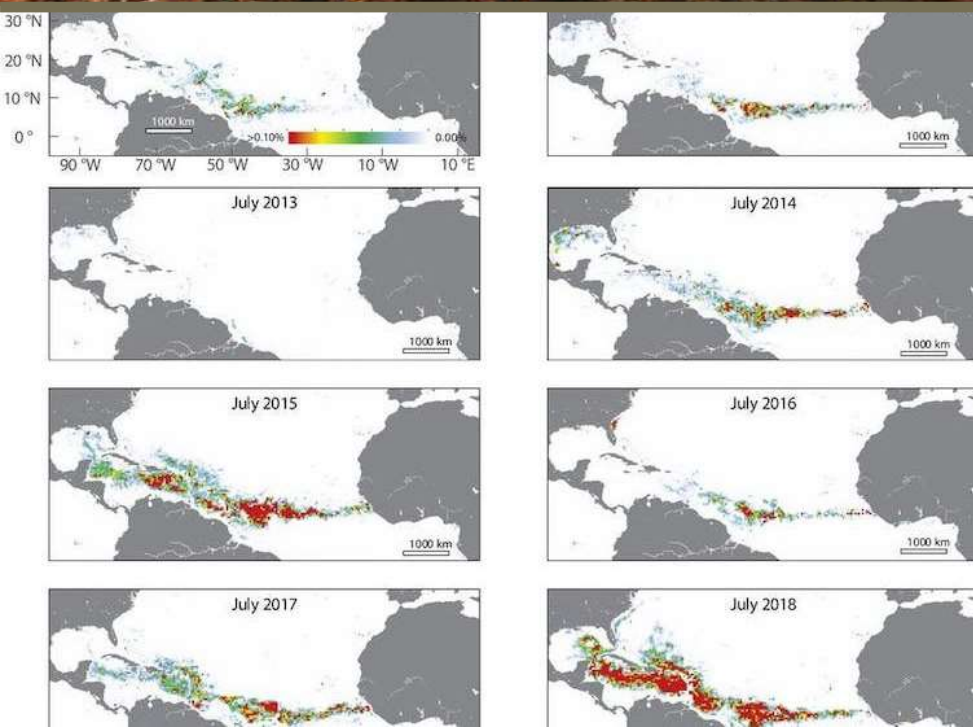 30 °N
20 °N
10 °N
0 °
1000 km
>0.10% 0.00%
90 °W 70 °W 50 °W 30 °W 10 °W 10 °E
1000 km
July 2013
1000 km
July 2014
1000 km
July 2015
1000 km
July 2016
1000 km
July 2017
July 2018